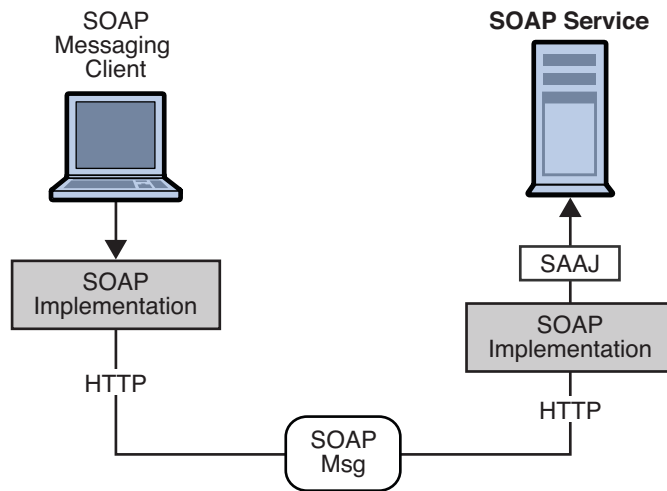 SOAP
Messaging
Client
SOAP Service
SOAP
Implementation
SAAJ
SOAP
Implementation
HTTP
HTTP
SOAP
Msg